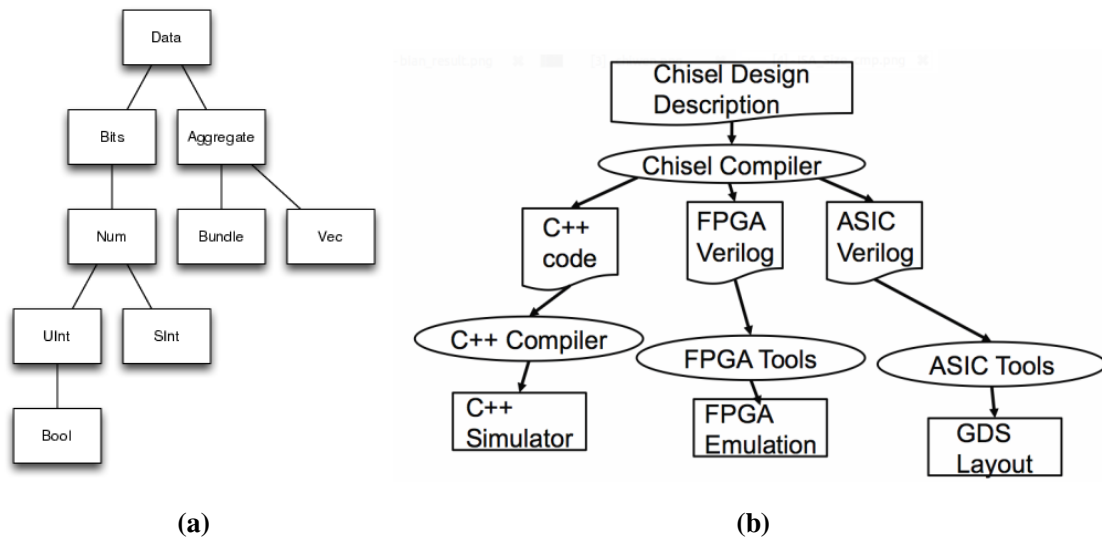 Data
Bits
Aggregate
Num
Bundle
Vec
UInt
SInt
Bool
(a)
Chisel Design
Description
Chisel Compiler
C++
code
FPGA
Verilog
ASIC
Verilog
C++ Compiler
FPGA Tools
ASIC Tools
C++
Simulator
FPGA
Emulation
GDS
Layout
(b)